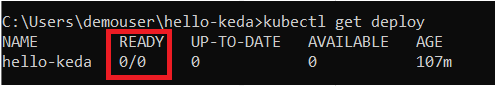 C:\Users\demouser\hello-keda>kubectl get deploy
NAME READY UP-TO-DATE AVAILABLE AGE
hello-keda 0/0 0 0 107m